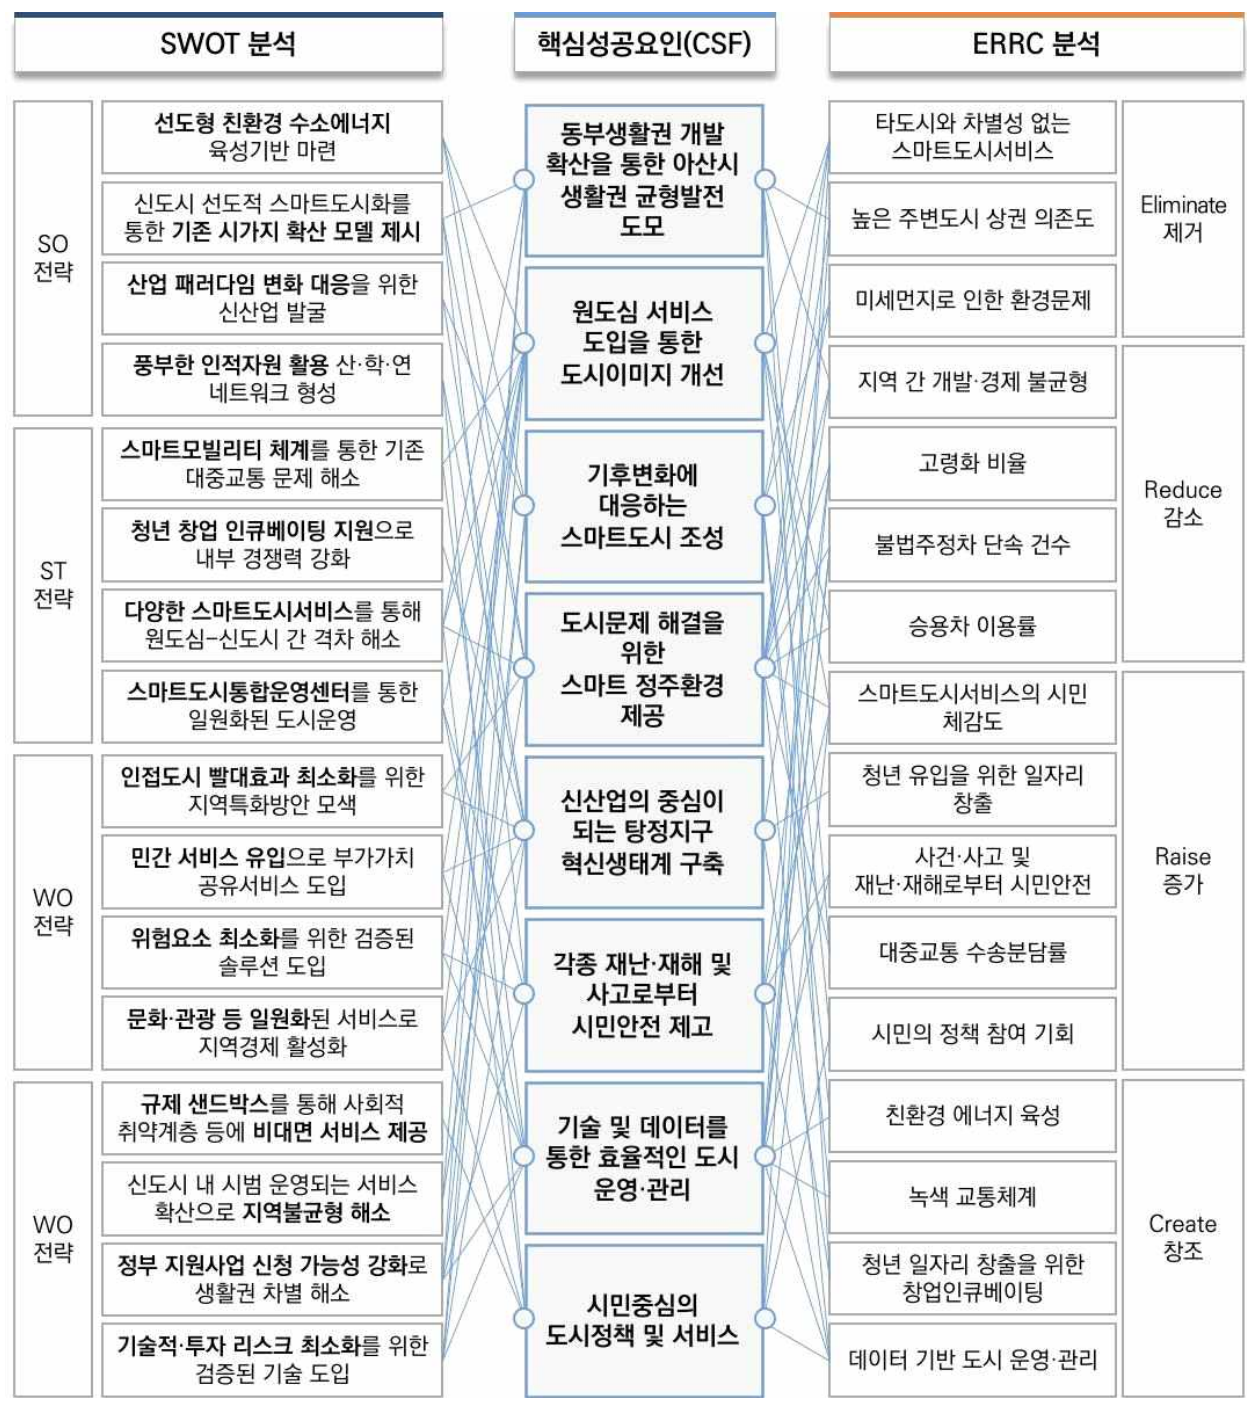 SWOT 분석
핵심성공요인(CSF)
ERRC 분석
SO
전략
선도형 친환경 수소에너지
육성기반 마련
신도시 선도적 스마트도시화를
통한 기존 시가지 확산 모델 제시
산업 패러다임 변화 대응을 위한
신산업 발굴
풍부한 인적자원 활용 산·학·연
네트워크 형성
ST
전략
스마트모빌리티 체계를 통한 기존
대중교통 문제 해소
청년 창업 인큐베이팅 지원으로
내부 경쟁력 강화
다양한 스마트도시서비스를 통해
원도심-신도시 간 격차 해소
스마트도시통합운영센터를 통한
일원화된 도시운영
WO
전략
인접도시 빨대효과 최소화를 위한
지역특화방안 모색
민간 서비스 유입으로 부가가치
공유서비스 도입
위험요소 최소화를 위한 검증된
솔루션 도입
문화·관광 등 일원화된 서비스로
지역경제 활성화
WO
전략
규제 샌드박스를 통해 사회적
취약계층 등에 비대면 서비스 제공
신도시 내 시범 운영되는 서비스
확산으로 지역불균형 해소
정부 지원사업 신청 가능성 강화로
생활권 차별 해소
기술적·투자 리스크 최소화를 위한
검증된 기술 도입
동부생활권 개발
확산을 통한 아산시
생활권 균형발전
도모
원도심 서비스
도입을 통한
도시이미지 개선
기후변화에
대응하는
스마트도시 조성
도시문제 해결을
위한
스마트 정주환경
제공
신산업의 중심이
되는 탕정지구
혁신생태계 구축
각종 재난·재해 및
사고로부터
시민안전 제고
기술 및 데이터를
통한 효율적인 도시
운영·관리
시민중심의
도시정책 및 서비스
타도시와 차별성 없는
스마트도시서비스
높은 주변도시 상권 의존도
미세먼지로 인한 환경문제
Eliminate
제거
지역 간 개발·경제 불균형
고령화 비율
불법주정차 단속 건수
승용차 이용률
Reduce
감소
스마트도시서비스의 시민
체감도
청년 유입을 위한 일자리
창출
사건·사고 및
재난·재해로부터 시민안전
대중교통 수송분담률
시민의 정책 참여 기회
Raise
증가
친환경 에너지 육성
녹색 교통체계
청년 일자리 창출을 위한
창업인큐베이팅
데이터 기반 도시 운영·관리
Create
창조